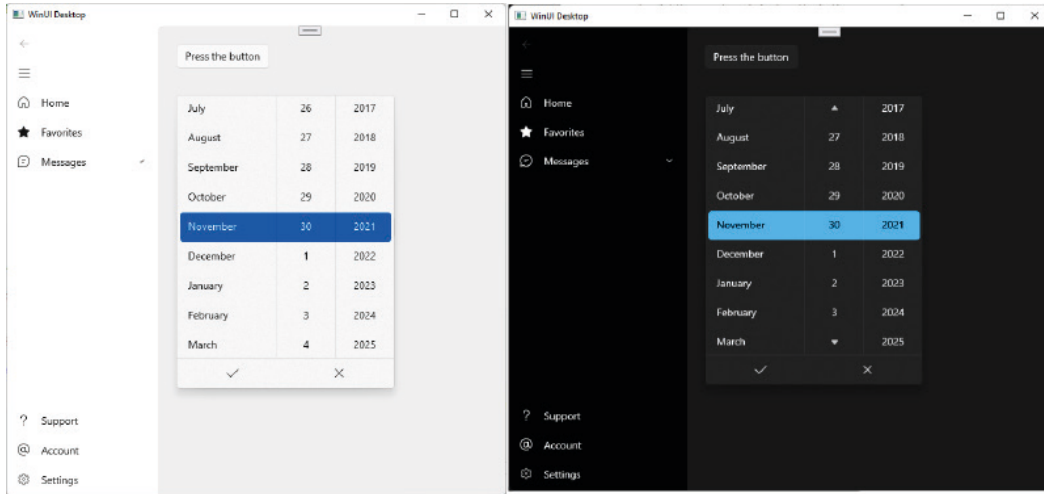 WinUI Desktop
Press the button
Home
Favorites
Messages
July 26 2017
August 27 2018
September 28 2019
October 29 2020
November 30 2021
December 1 2022
January 2 2023
February 3 2024
March 4 2025
? Support
@ Account
Settings
WinUI Desktop
Press the button
Home
Favorites
Messages
July 2017
August 27 2018
September 28 2019
October 29 2020
November 30 2021
December 1 2022
January 2 2023
February 3 2024
March 2025
? Support
@ Account
Settings